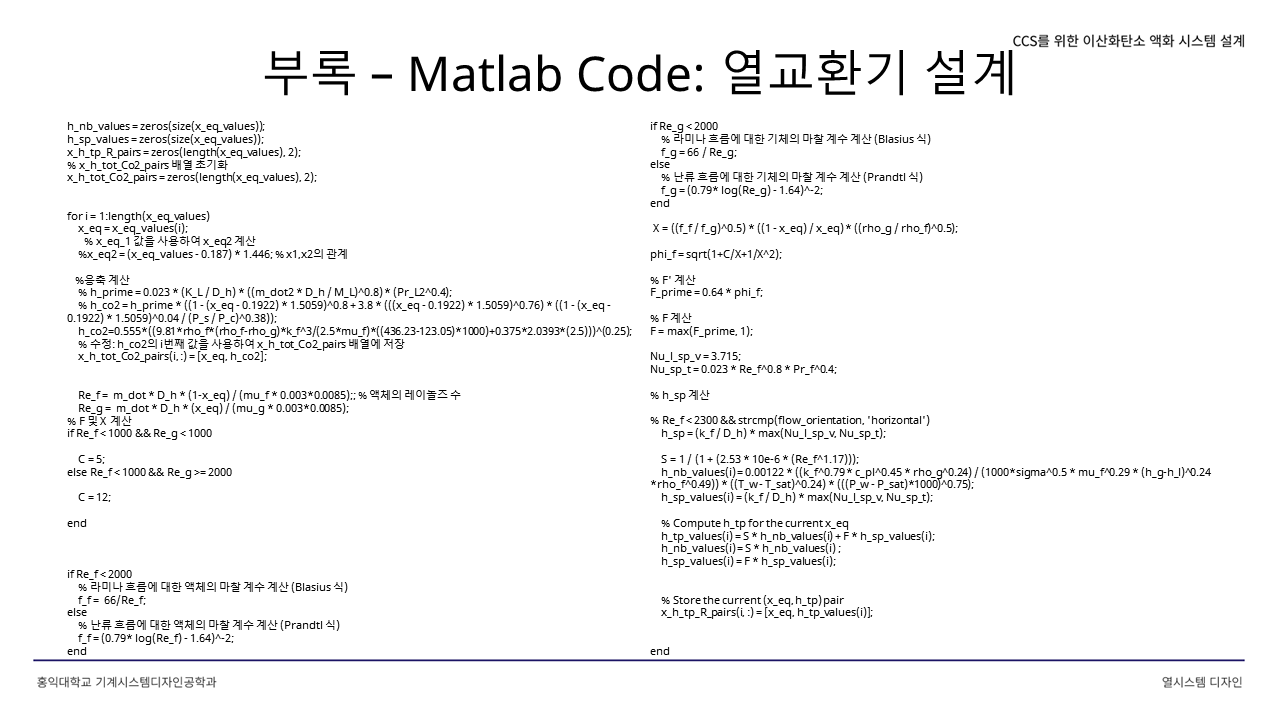 CCS를 위한 이산화탄소 액화 시스템 설계
부록 – Matlab Code: 열교환기 설계
h_nb_values = zeros(size(x_eq_values));
h_sp_values = zeros(size(x_eq_values));
x_h_tp_R_pairs = zeros(length(x_eq_values), 2);
% x_h_tot_Co2_pairs 배열 초기화
x_h_tot_Co2_pairs = zeros(length(x_eq_values), 2);
for i = 1:length(x_eq_values)
x_eq = x_eq_values(i);
% x_eq_1 값을 사용하여 x_eq2 계산
%x_eq2 = (x_eq_values - 0.187) * 1.446; % x1,x2의 관계
%응축 계산
% h_prime = 0.023 * (K_L / D_h) * ((m_dot2 * D_h / M_L)^0.8) * (Pr_L2^0.4);
% h_co2 = h_prime * ((1 - (x_eq - 0.1922) * 1.5059)^0.8 + 3.8 * (((x_eq - 0.1922) * 1.5059)^0.76) * ((1 - (x_eq -
0.1922) * 1.5059)^0.04 / (P_s / P_c)^0.38));
h_co2=0.555*((9.81*rho_f*(rho_f-rho_g)*k_f^3/(2.5*mu_f)*((436.23-123.05)*1000)+0.375*2.0393*(2.5)))^(0.25);
% 수정: h_co2의 i번째 값을 사용하여 x_h_tot_Co2_pairs 배열에 저장
x_h_tot_Co2_pairs(i, :) = [x_eq, h_co2];
Re_f = m_dot * D_h * (1-x_eq) / (mu_f * 0.003*0.0085);; % 액체의 레이놀즈 수
Re_g = m_dot * D_h * (x_eq) / (mu_g * 0.003*0.0085);
% F 및 X 계산
if Re_f < 1000 && Re_g < 1000
C = 5;
else Re_f < 1000 && Re_g >= 2000
C = 12;
end
if Re_f < 2000
% 라미나 흐름에 대한 액체의 마찰 계수 계산 (Blasius 식)
f_f = 66/Re_f;
else
% 난류 흐름에 대한 액체의 마찰 계수 계산 (Prandtl 식)
f_f = (0.79* log(Re_f) - 1.64)^-2;
end
if Re_g < 2000
% 라미나 흐름에 대한 기체의 마찰 계수 계산 (Blasius 식)
f_g = 66 / Re_g;
else
% 난류 흐름에 대한 기체의 마찰 계수 계산 (Prandtl 식)
f_g = (0.79* log(Re_g) - 1.64)^-2;
end
X = ((f_f / f_g)^0.5) * ((1 - x_eq) / x_eq) * ((rho_g / rho_f)^0.5);
phi_f = sqrt(1+C/X+1/X^2);
% F' 계산
F_prime = 0.64 * phi_f;
% F 계산
F = max(F_prime, 1);
Nu_l_sp_v = 3.715;
Nu_sp_t = 0.023 * Re_f^0.8 * Pr_f^0.4;
% h_sp 계산
% Re_f < 2300 && strcmp(flow_orientation, 'horizontal')
h_sp = (k_f / D_h) * max(Nu_l_sp_v, Nu_sp_t);
S = 1 / (1 + (2.53 * 10e-6 * (Re_f^1.17)));
h_nb_values(i) = 0.00122 * ((k_f^0.79* c_pl^0.45 * rho_g^0.24) / (1000*sigma^0.5 * mu_f^0.29 * (h_g-h_l)^0.24
*rho_f^0.49)) * ((T_w - T_sat)^0.24) * (((P_w - P_sat)*1000)^0.75);
h_sp_values(i) = (k_f / D_h) * max(Nu_l_sp_v, Nu_sp_t);
% Compute h_tp for the current x_eq
h_tp_values(i) = S * h_nb_values(i) + F * h_sp_values(i);
h_nb_values(i)= S * h_nb_values(i) ;
h_sp_values(i) = F * h_sp_values(i);
% Store the current (x_eq, h_tp) pair
x_h_tp_R_pairs(i, :) = [x_eq, h_tp_values(i)];
end
홍익대학교 기계시스템디자인공학과
열시스템 디자인